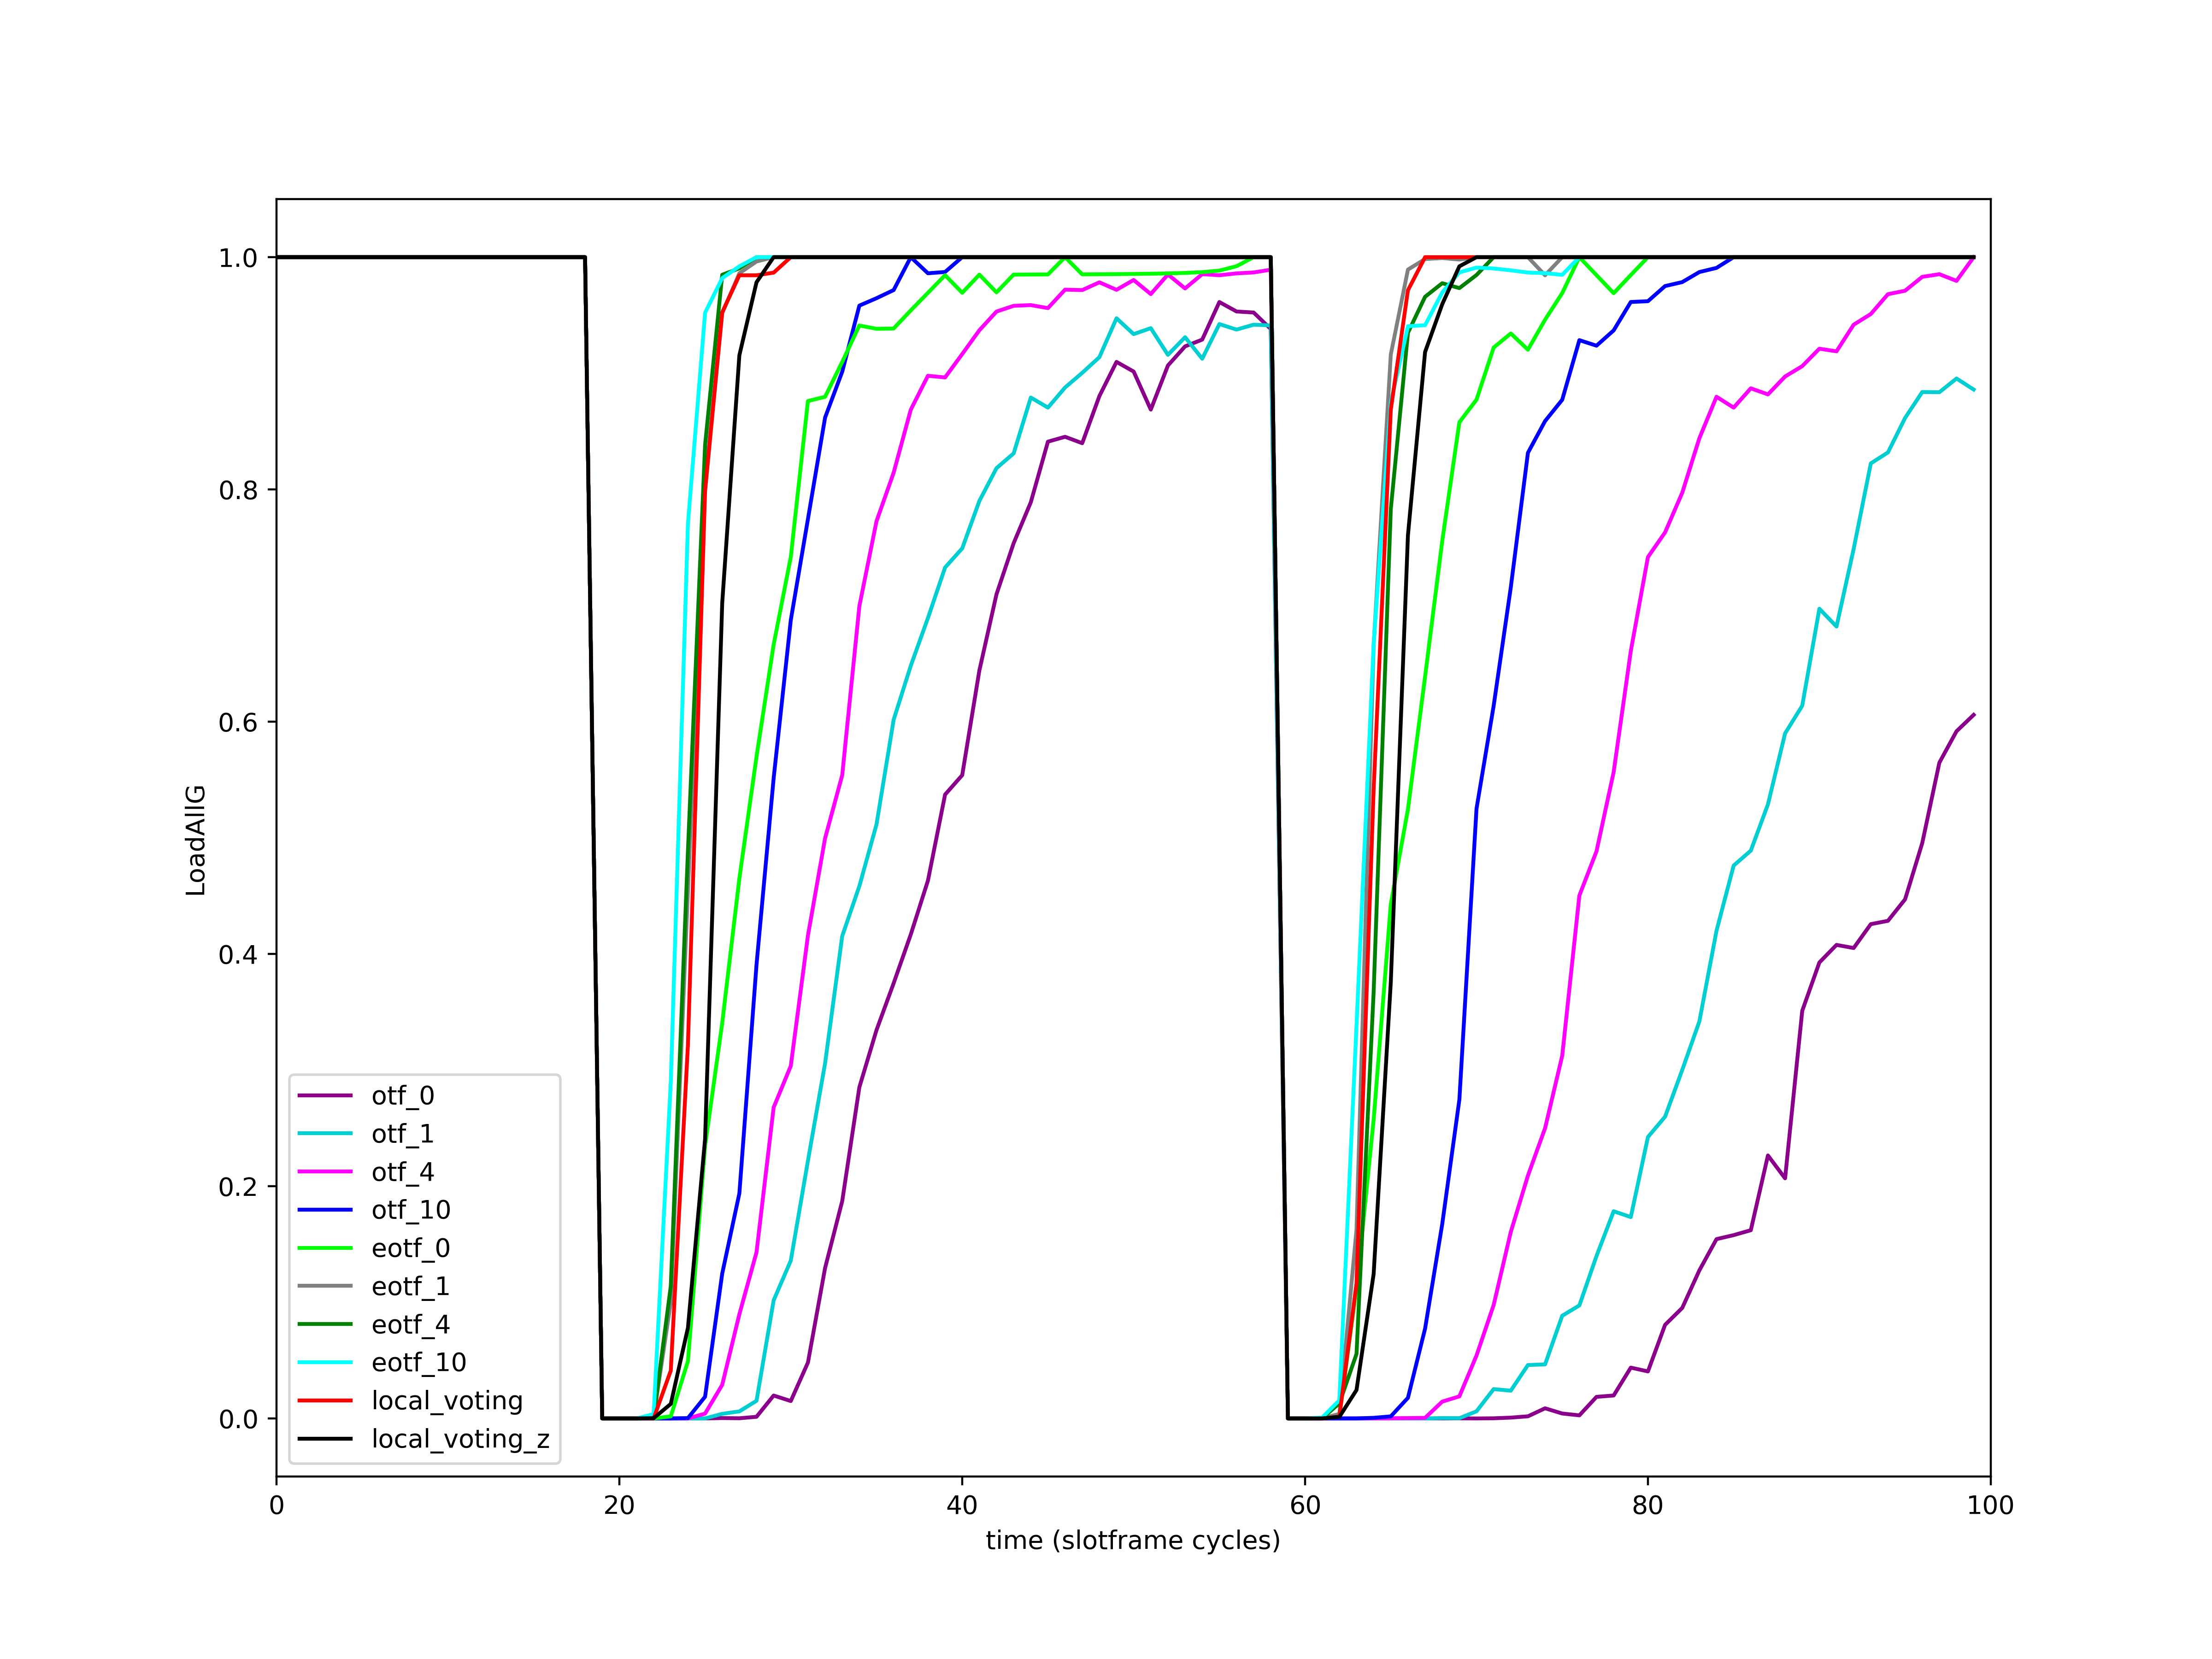 1.0
0.8
0.6
0.4
0.2
0.0
LoadAllG
otf_0
otf_1
otf_4
otf_10
eotf_0
eotf_1
eotf_4
eotf_10
local_voting
local_voting_z
0 20 40 60 80 100
time (slotframe cycles)